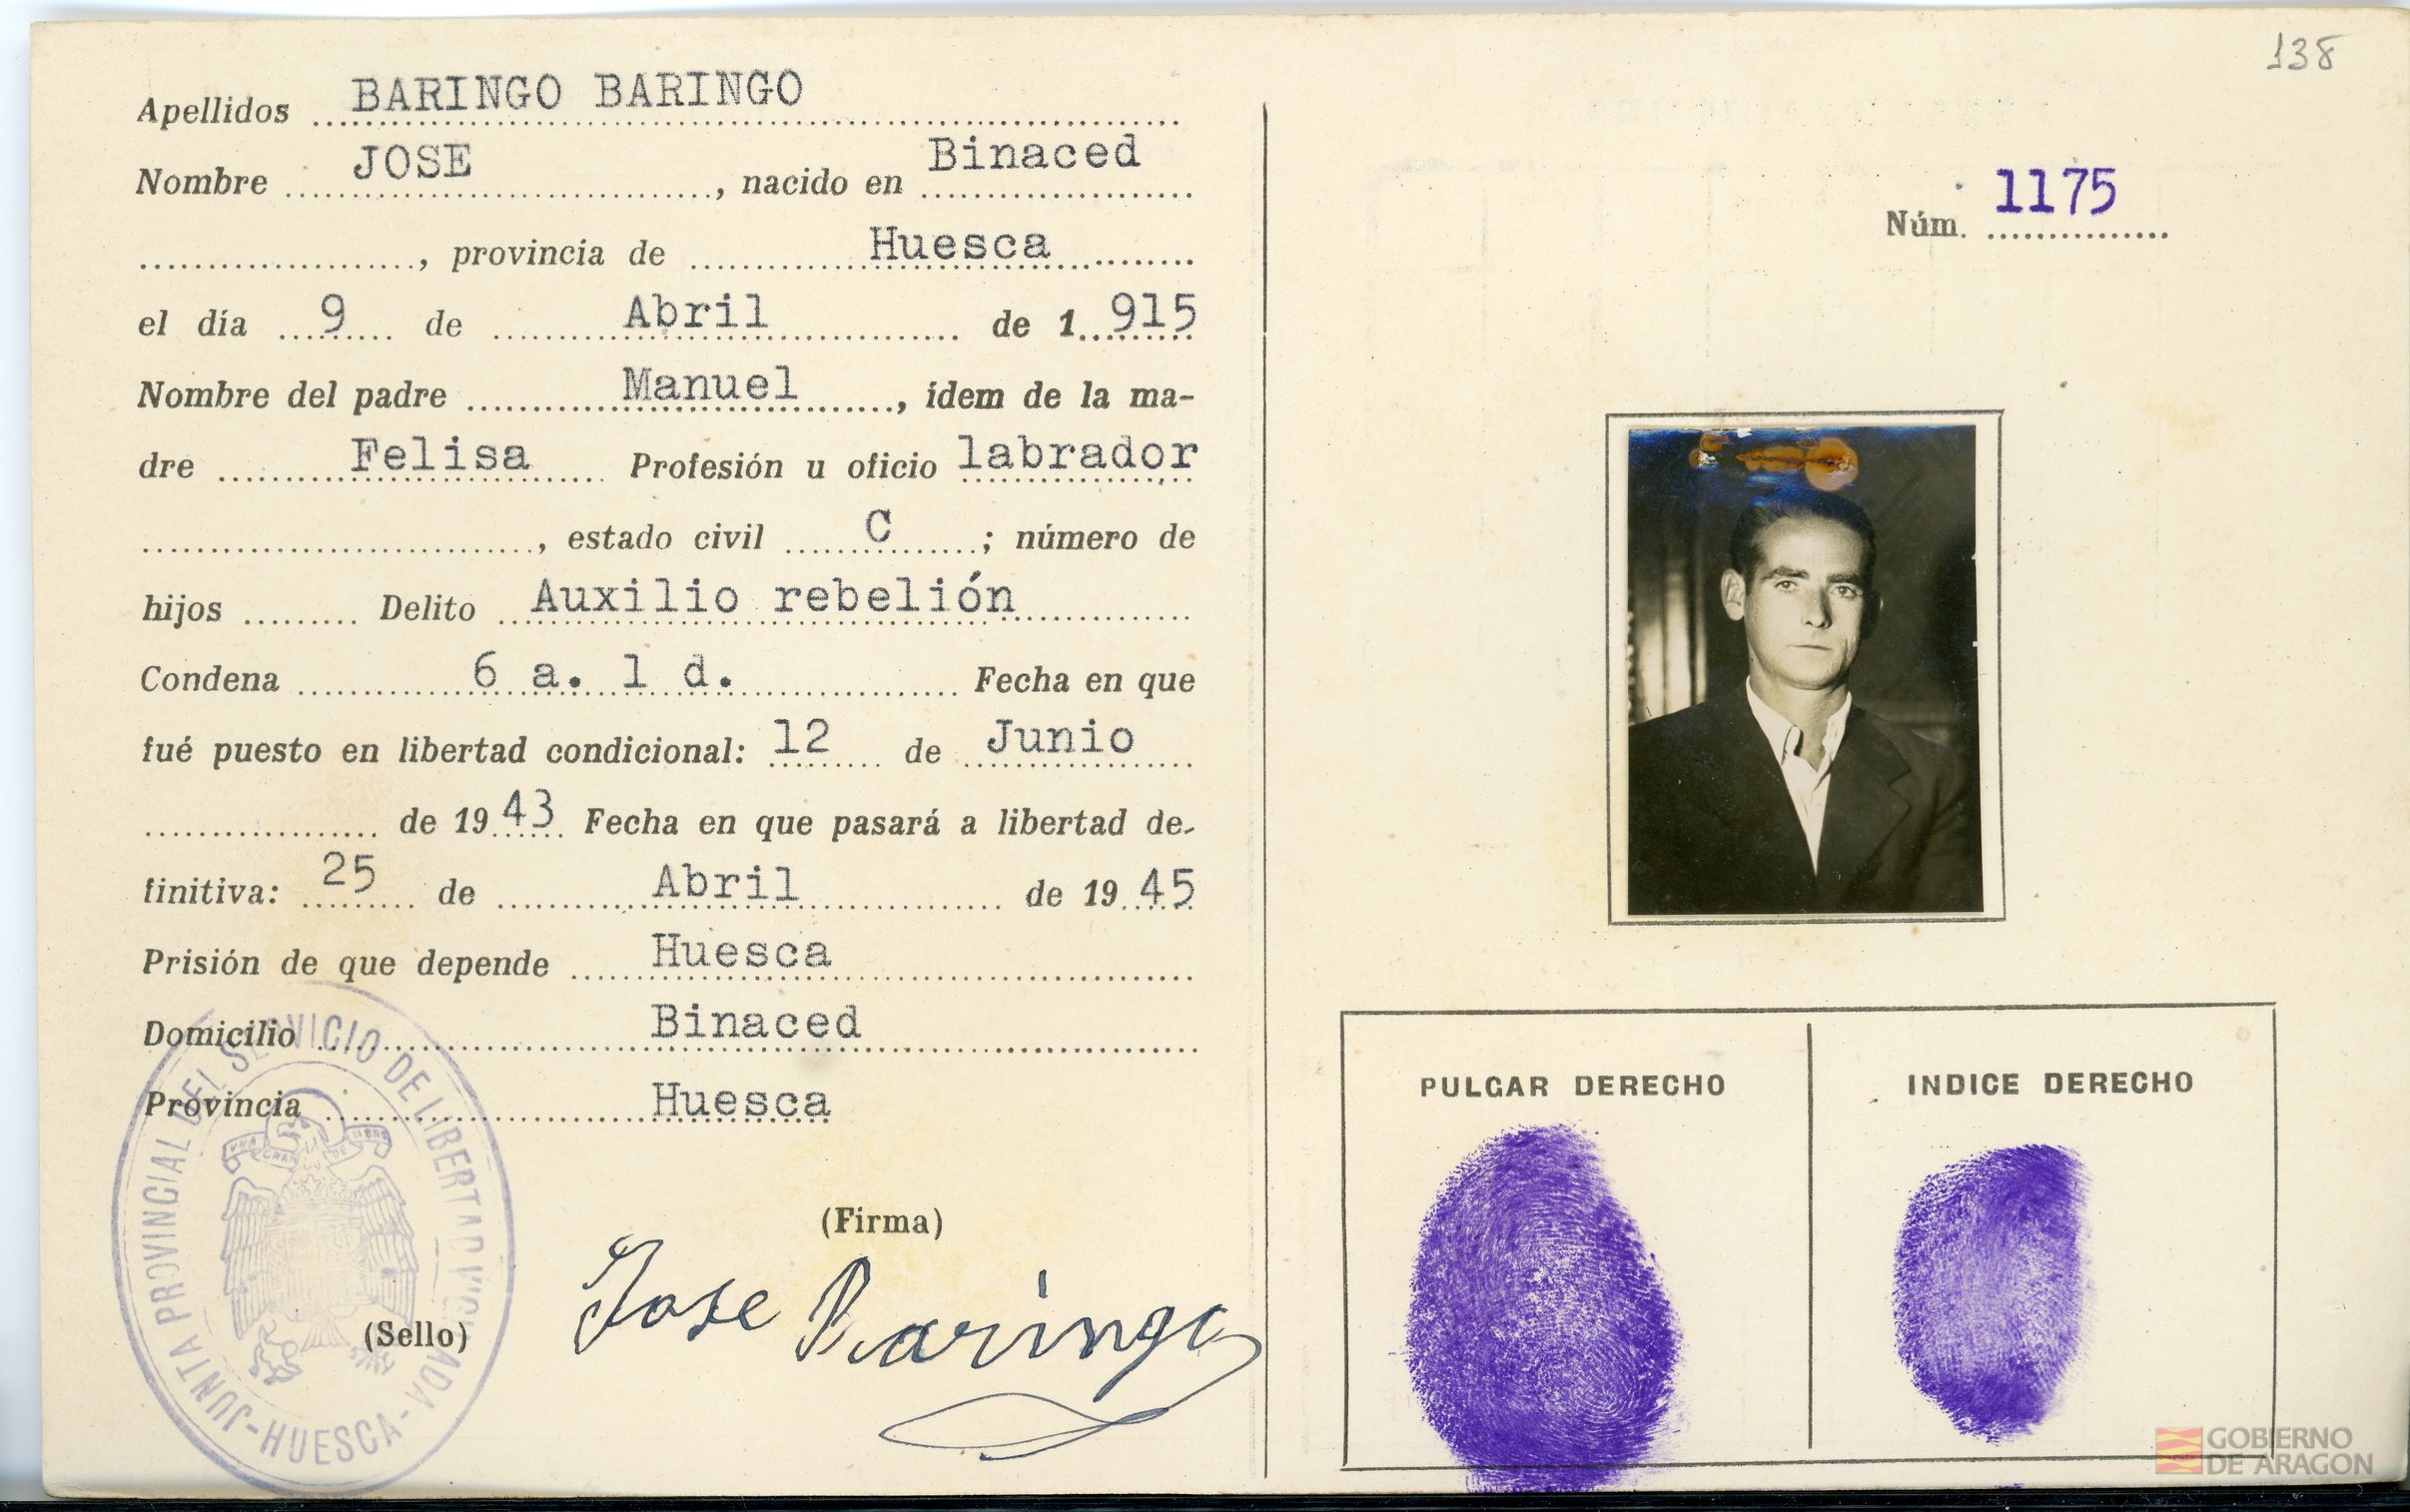 138
Apellidos BARINGO BARINGO
Nombre JOSE, nacido en Binaced
, provincia de Huesca
el día 9 de Abril de 1.915
Nombre del padre Manuel, ídem de la ma-
dre Felisa Profesión u oficio labrador
, estado civil C; número de
hijos Delito Auxilio rebelión
Condena 6 a. 1 d. Fecha en que
fué puesto en libertad condicional: 12 de Junio
de 1943 Fecha en que pasará a libertad de-
finitiva: 25 de Abril de 1945
Prisión de que depende Huesca
Domicilio Binaced
Provincia Huesca
(Firma)
Jose Baringo
(Sello)
JUNTA PROVINCIAL DEL SERVICIO DE LIBERTAD VIGILADA - HUESCA -
UNA GRANDE LIBRE
Núm. 1175
PULGAR DERECHO
INDICE DERECHO
GOBIERNO
DE ARAGON